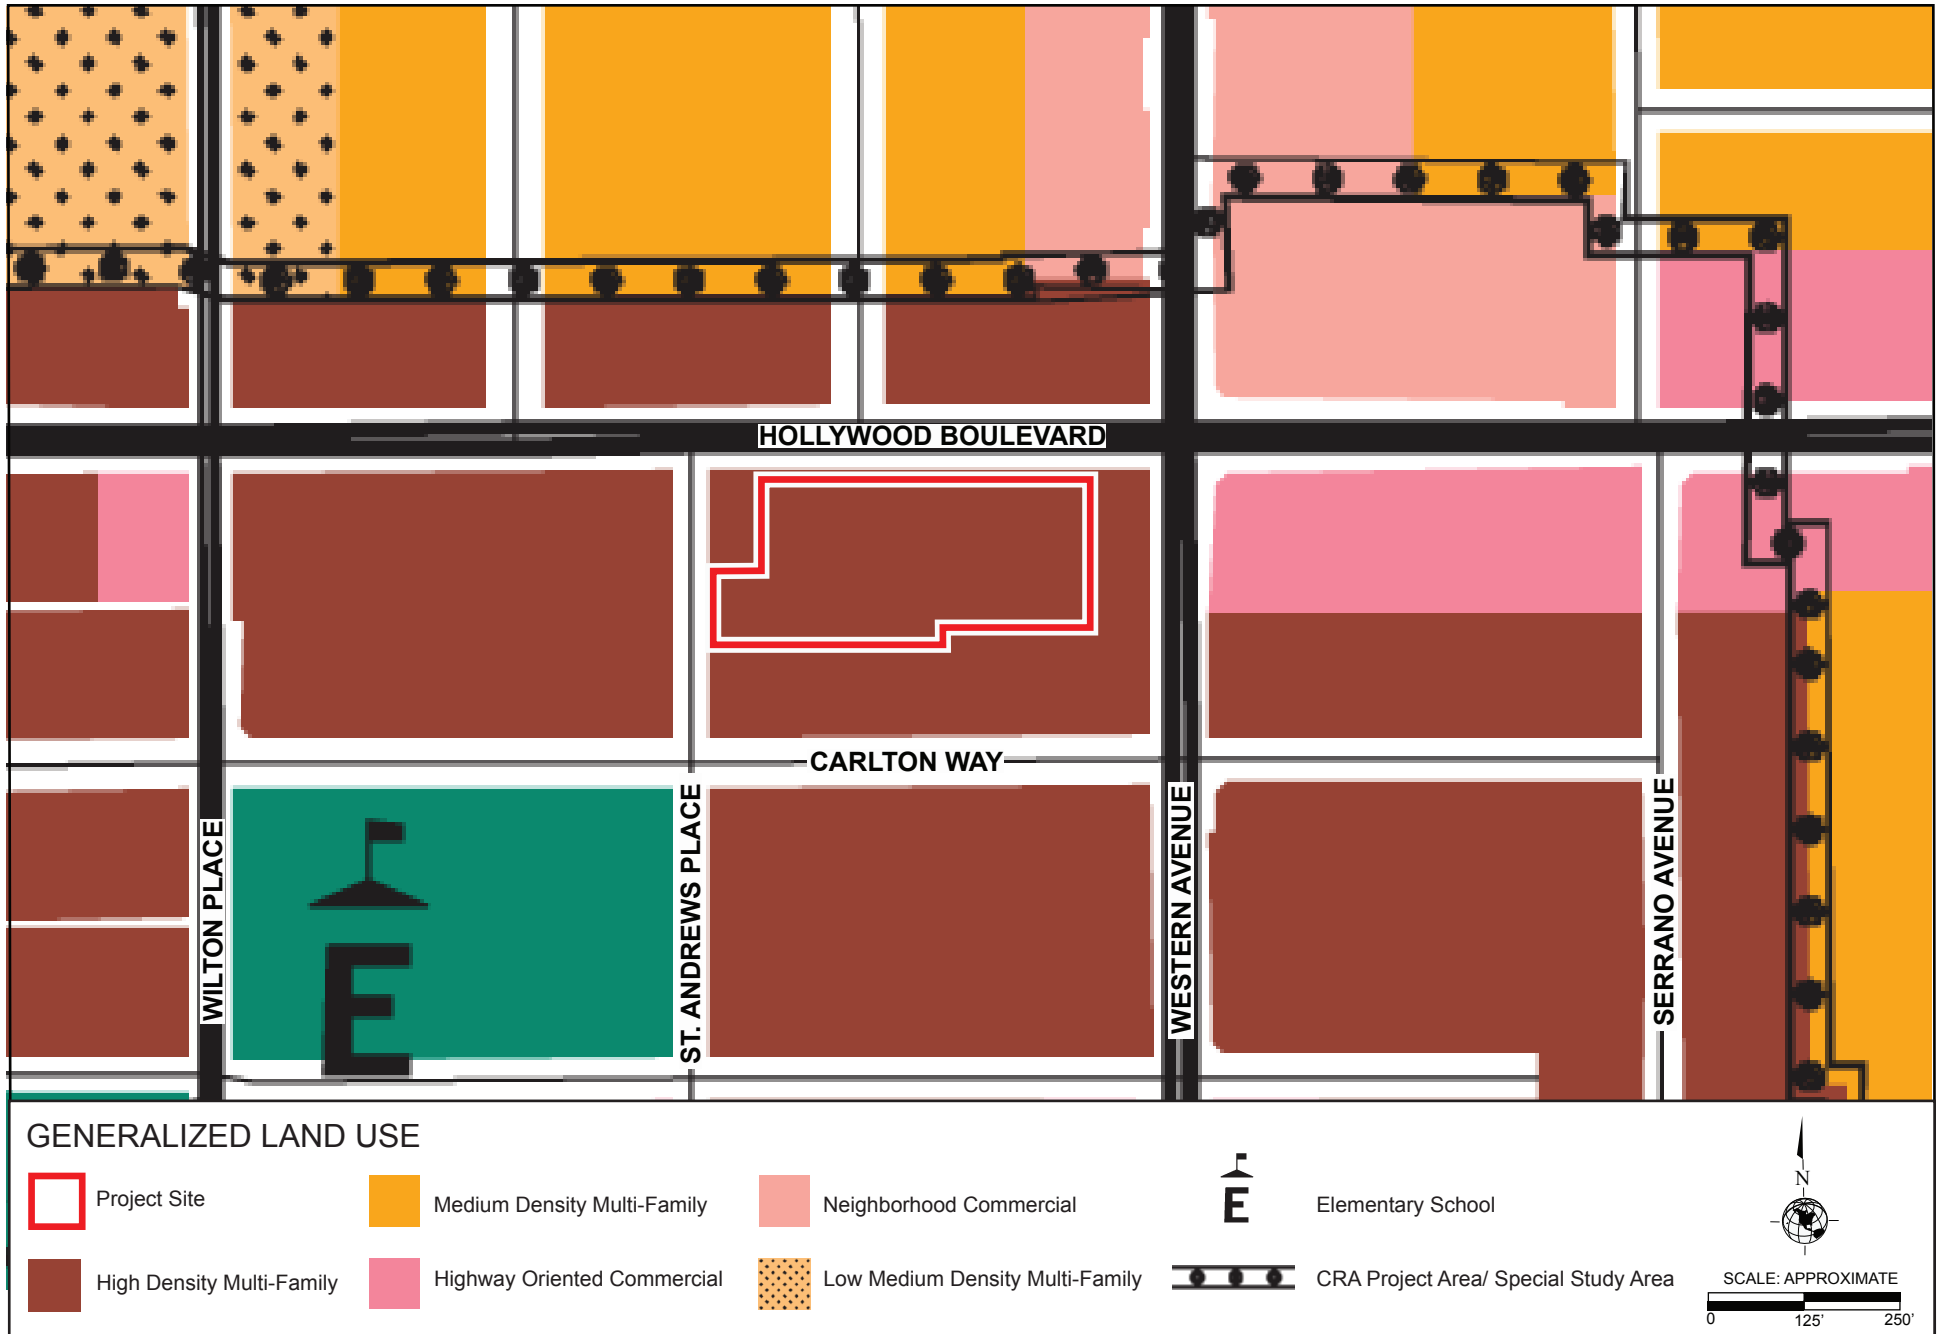 HOLLYWOOD BOULEVARD
CARLTON WAY
WILTON PLACE
ST. ANDREWS PLACE
WESTERN AVENUE
SERRANO AVENUE
E
GENERALIZED LAND USE
Project Site
Medium Density Multi-Family
Neighborhood Commercial
E
Elementary School
N
High Density Multi-Family
Highway Oriented Commercial
Low Medium Density Multi-Family
CRA Project Area/ Special Study Area
SCALE: APPROXIMATE
0 125' 250'